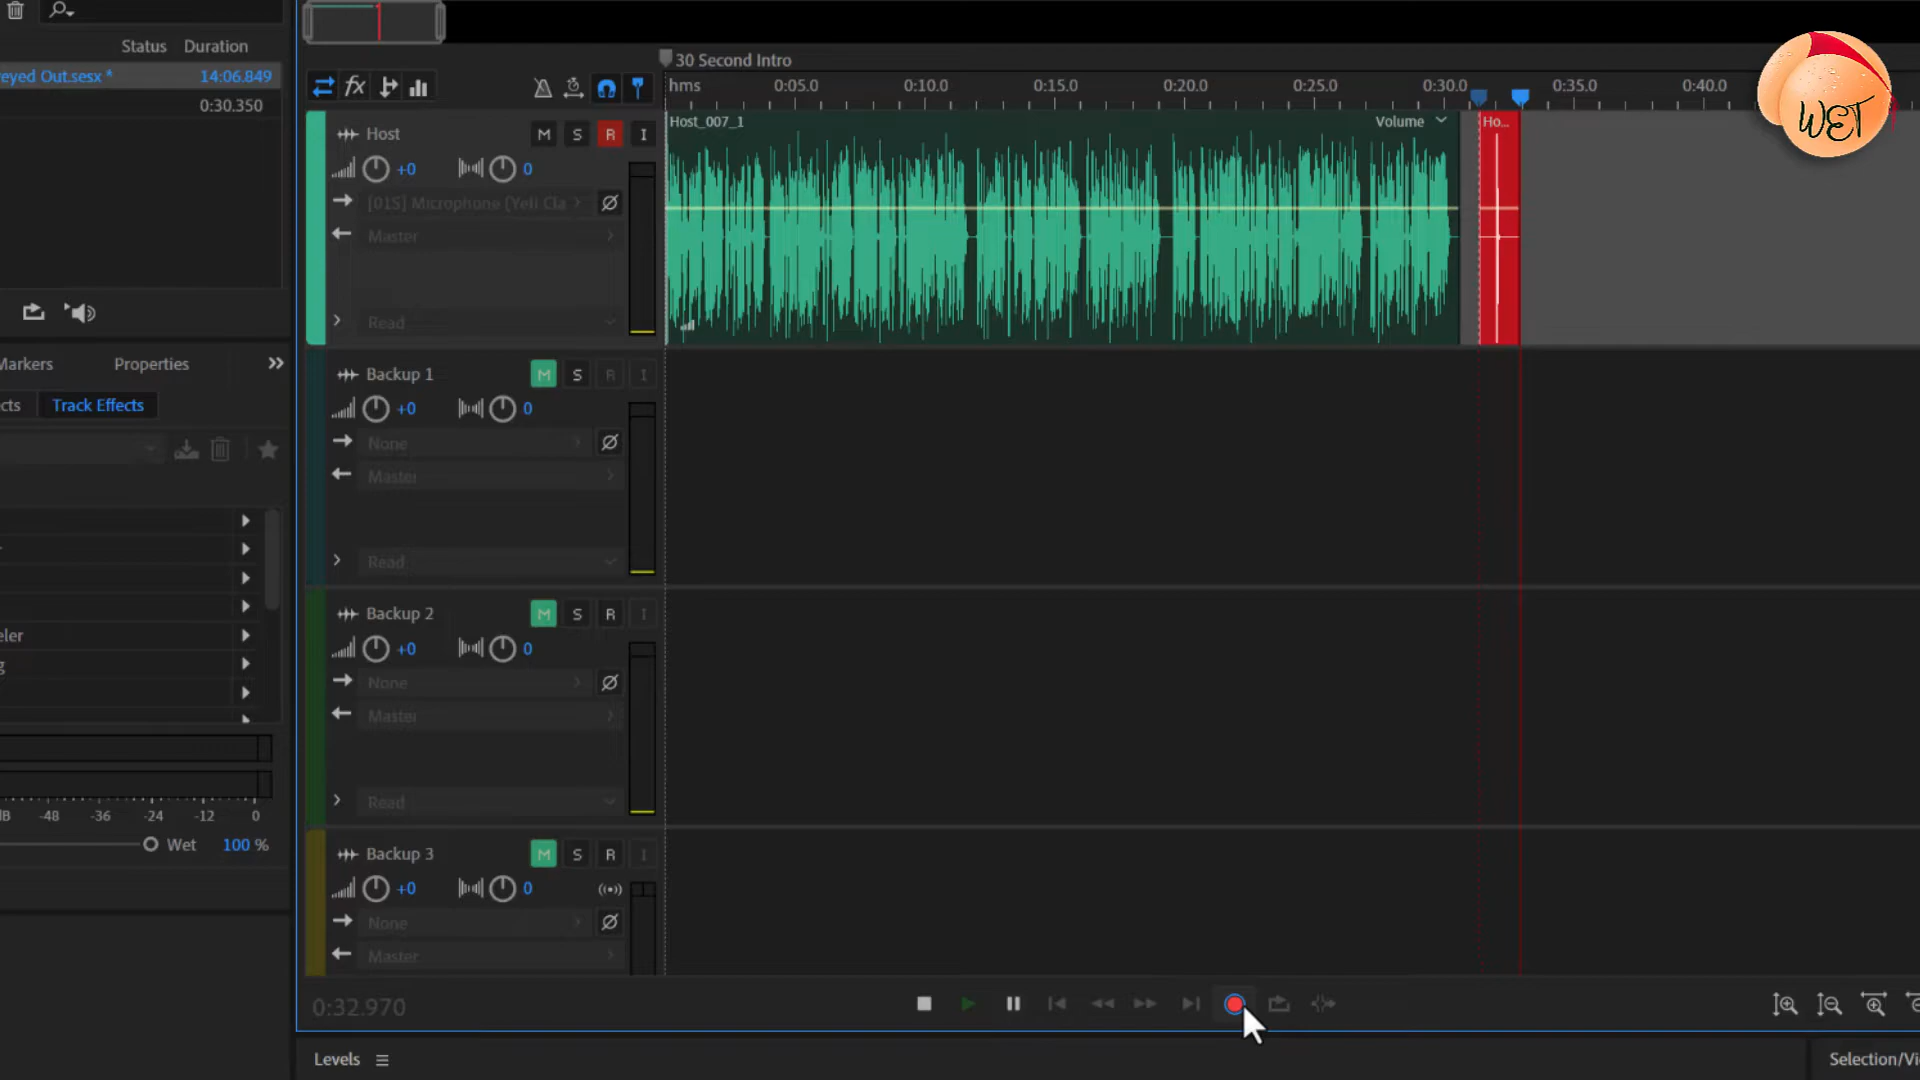 Status Duration
eyed Out.sesx * 14:06.849
0:30.350
Markers Properties
cts Track Effects
eler
g
dB -48 -36 -24 -12 0
Wet 100 %
fx
30 Second Intro
hms 0:05.0 0:10.0 0:15.0 0:20.0 0:25.0 0:30.0 0:35.0 0:40.0
WET
Host M S R I
+0 0
[01S] Microphone (Yeti Cla
Master
Read
Host_007_1 Volume
Ho...
Backup 1 M S R I
+0 0
None
Master
Read
Backup 2 M S R I
+0 0
None
Master
Read
Backup 3 M S R I
+0 0
None
Master
0:32.970
Levels
Selection/Vi